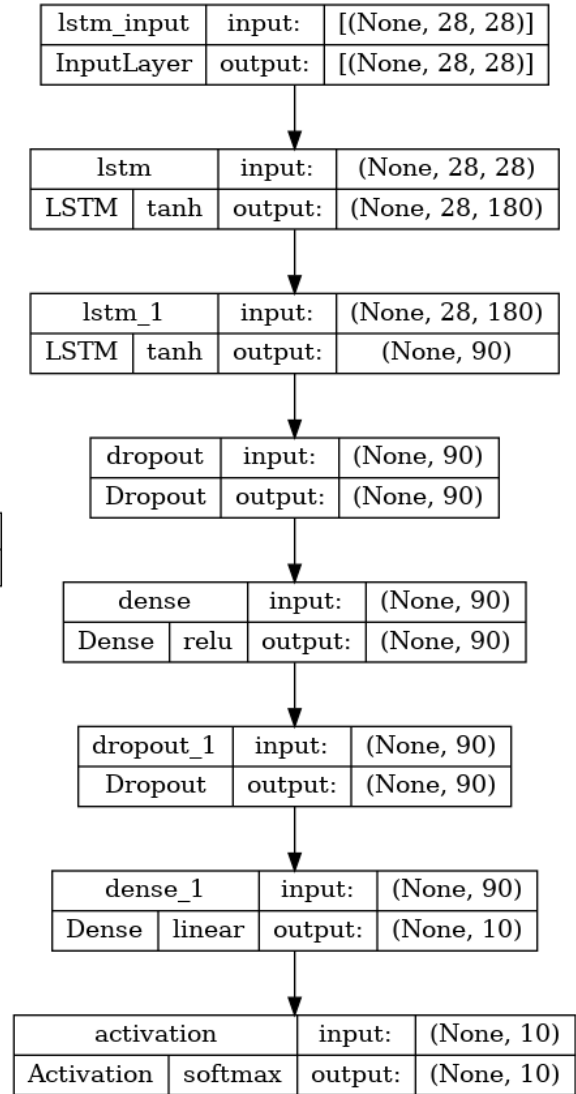 lstm_input input: [(None, 28, 28)]
InputLayer output: [(None, 28, 28)]
lstm input: (None, 28, 28)
LSTM tanh output: (None, 28, 180)
lstm_1 input: (None, 28, 180)
LSTM tanh output: (None, 90)
dropout input: (None, 90)
Dropout output: (None, 90)
dense input: (None, 90)
Dense relu output: (None, 90)
dropout_1 input: (None, 90)
Dropout output: (None, 90)
dense_1 input: (None, 90)
Dense linear output: (None, 10)
activation input: (None, 10)
Activation softmax output: (None, 10)